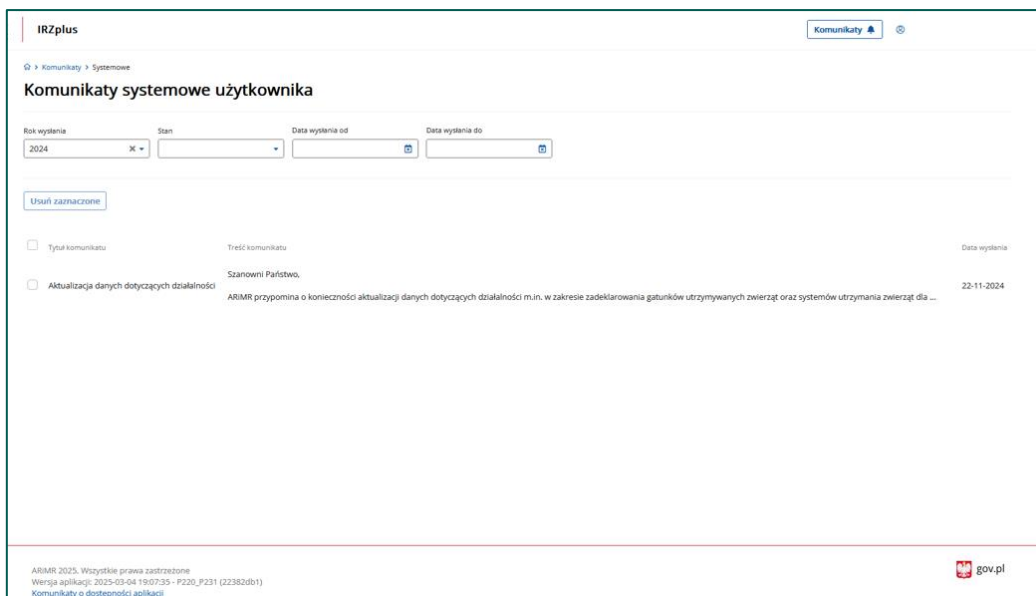 IRZplus
Komunikaty
Komunikaty > Systemowe
Komunikaty systemowe użytkownika
Rok wysłania Stan Data wysłania od Data wysłania do
2024
Usuń zaznaczone
Tytuł komunikatu Treść komunikatu Data wysłania
Szanowni Państwo,
Aktualizacja danych dotyczących działalności 22-11-2024
ARiMR przypomina o konieczności aktualizacji danych dotyczących działalności m.in. w zakresie zadeklarowania gatunków utrzymywanych zwierząt oraz systemów utrzymania zwierząt dla ...
ARiMR 2025. Wszystkie prawa zastrzeżone
gov.pl
Wersja aplikacji: 2025-03-04 19:07:35 - P220_P231 (22382db1)
Komunikaty o dostępności aplikacji